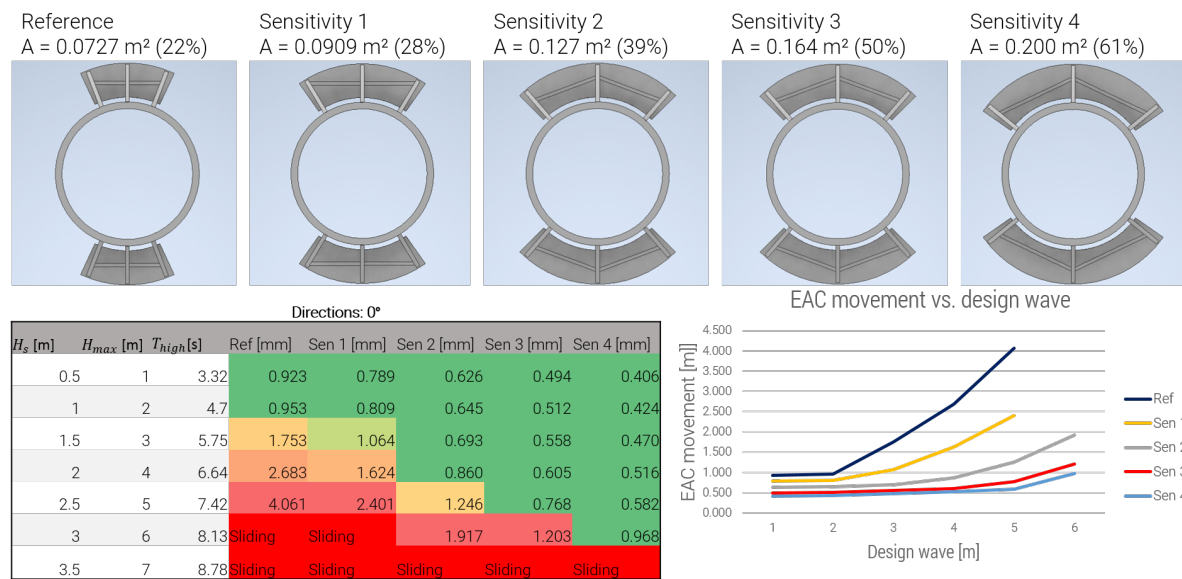 Reference
A = 0.0727 m² (22%)
Sensitivity 1
A = 0.0909 m² (28%)
Sensitivity 2
A = 0.127 m² (39%)
Sensitivity 3
A = 0.164 m² (50%)
Sensitivity 4
A = 0.200 m² (61%)
Directions: 0°
H_s [m] H_max [m] T_high[s] Ref [mm] Sen 1 [mm] Sen 2 [mm] Sen 3 [mm] Sen 4 [mm]
0.5 1 3.32 0.923 0.789 0.626 0.494 0.406
1 2 4.7 0.953 0.809 0.645 0.512 0.424
1.5 3 5.75 1.753 1.064 0.693 0.558 0.470
2 4 6.64 2.683 1.624 0.860 0.605 0.516
2.5 5 7.42 4.061 2.401 1.246 0.768 0.582
3 6 8.13 Sliding Sliding 1.917 1.203 0.968
3.5 7 8.78 Sliding Sliding Sliding Sliding Sliding
EAC movement vs. design wave
EAC movement [m]]
4.500
4.000
3.500
3.000
2.500
2.000
1.500
1.000
0.500
0.000
1 2 3 4 5 6
Design wave [m]
Ref
Sen 1
Sen 2
Sen 3
Sen 4